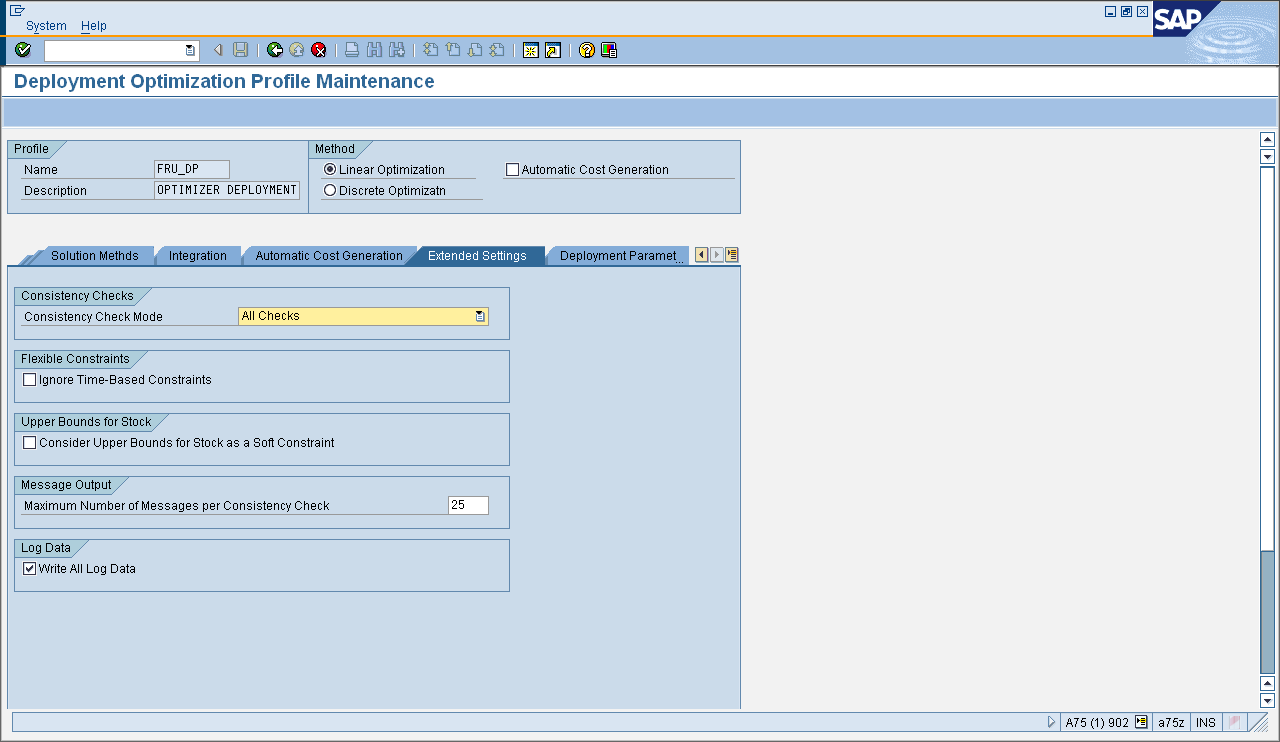 System Help
SAP
Deployment Optimization Profile Maintenance
Profile
Method
Name FRU_DP
Linear Optimization
Automatic Cost Generation
Description OPTIMIZER DEPLOYMENT
Discrete Optimizatn
Solution Methds Integration Automatic Cost Generation Extended Settings Deployment Paramet...
Consistency Checks
Consistency Check Mode All Checks
Flexible Constraints
Ignore Time-Based Constraints
Upper Bounds for Stock
Consider Upper Bounds for Stock as a Soft Constraint
Message Output
Maximum Number of Messages per Consistency Check 25
Log Data
Write All Log Data
A75 (1) 902 a75z INS